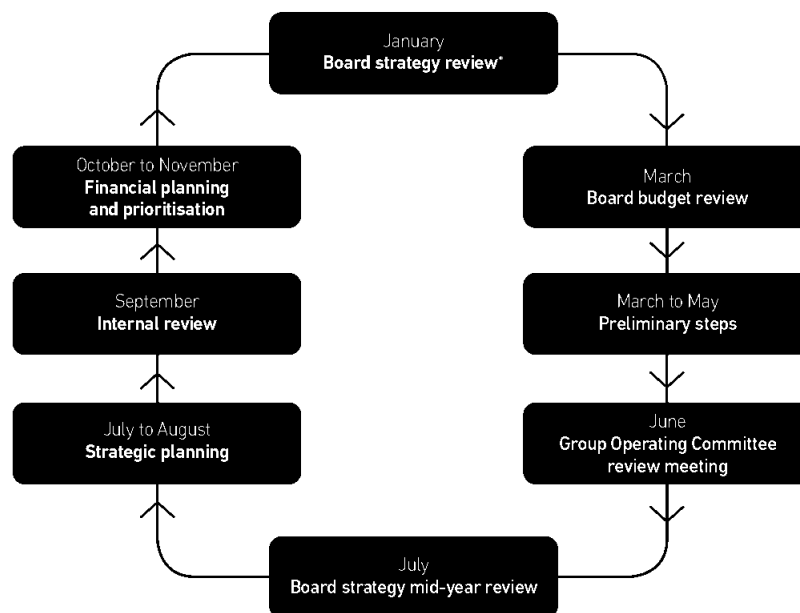 January
Board strategy review*
March
Board budget review
March to May
Preliminary steps
June
Group Operating Committee
review meeting
July
Board strategy mid-year review
July to August
Strategic planning
September
Internal review
October to November
Financial planning
and prioritisation